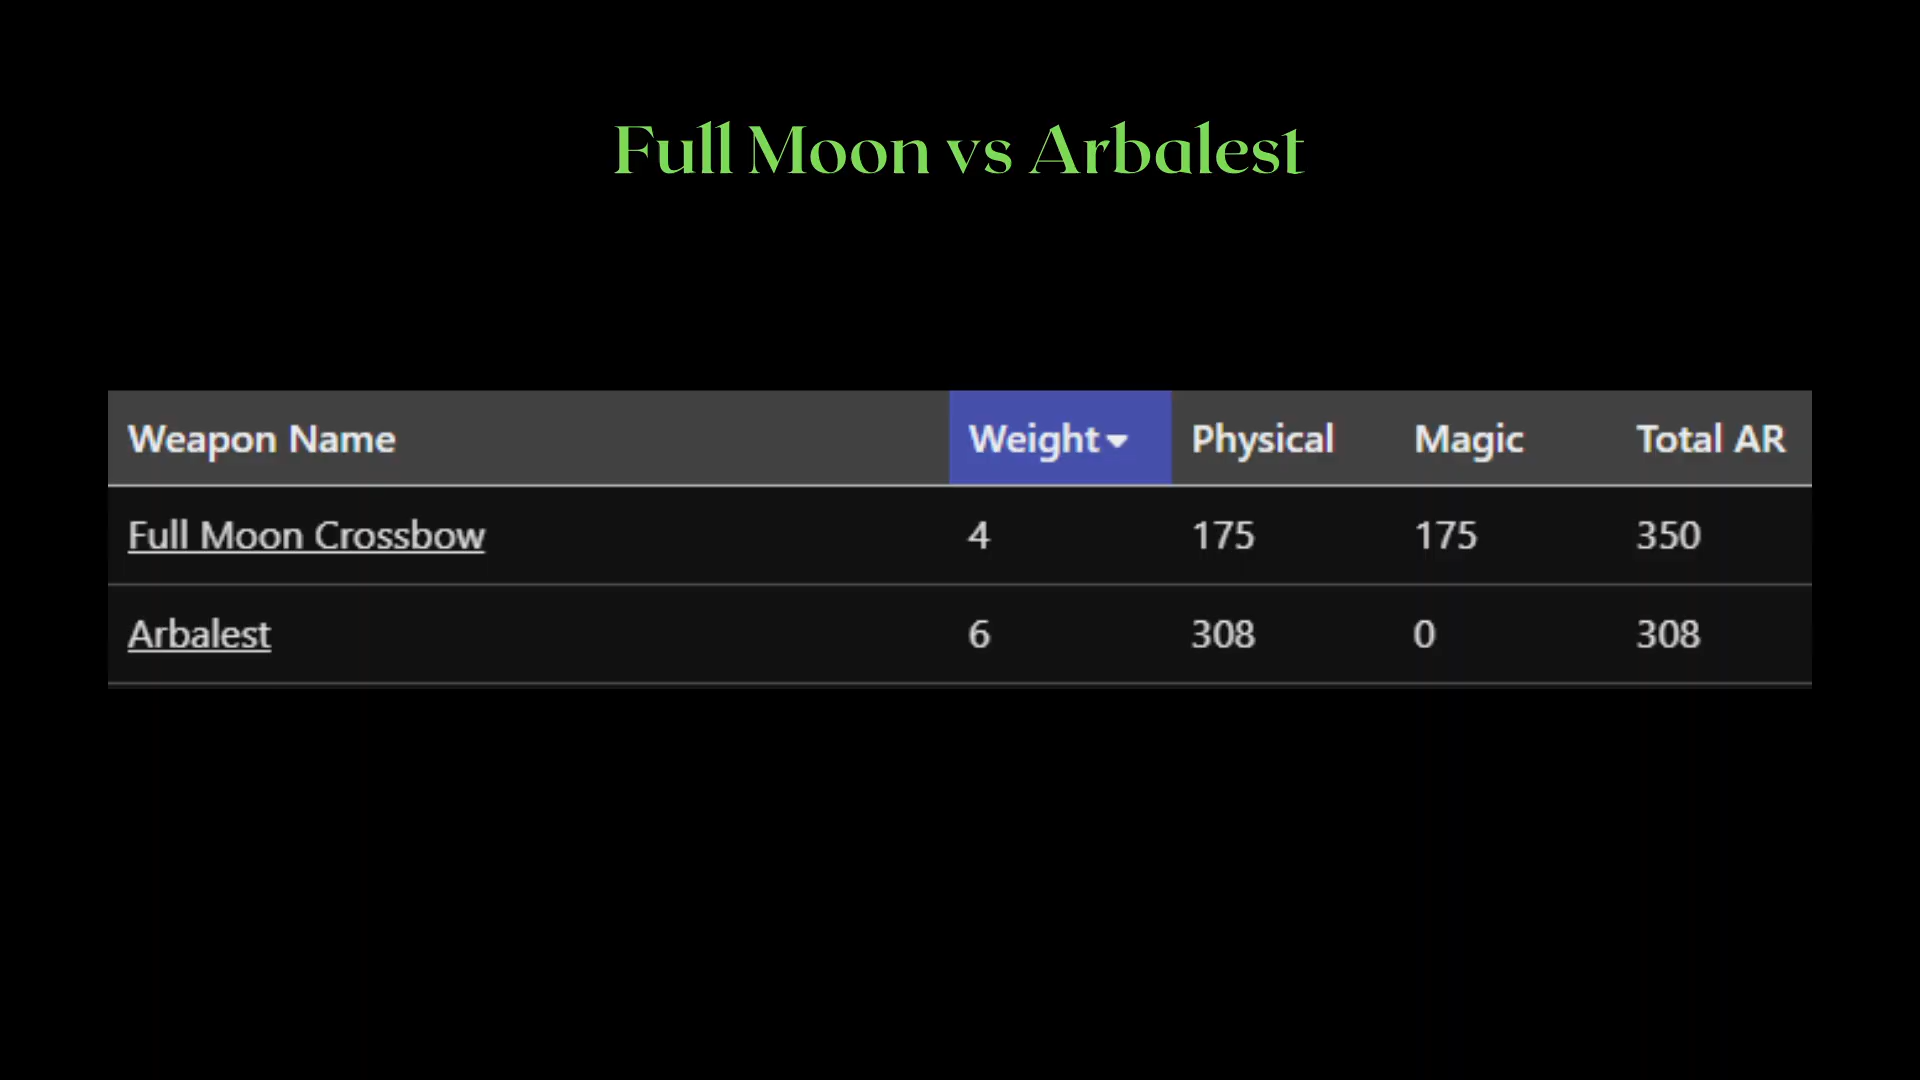 Full Moon vs Arbalest
Weapon Name Weight Physical Magic Total AR
Full Moon Crossbow 4 175 175 350
Arbalest 6 308 0 308